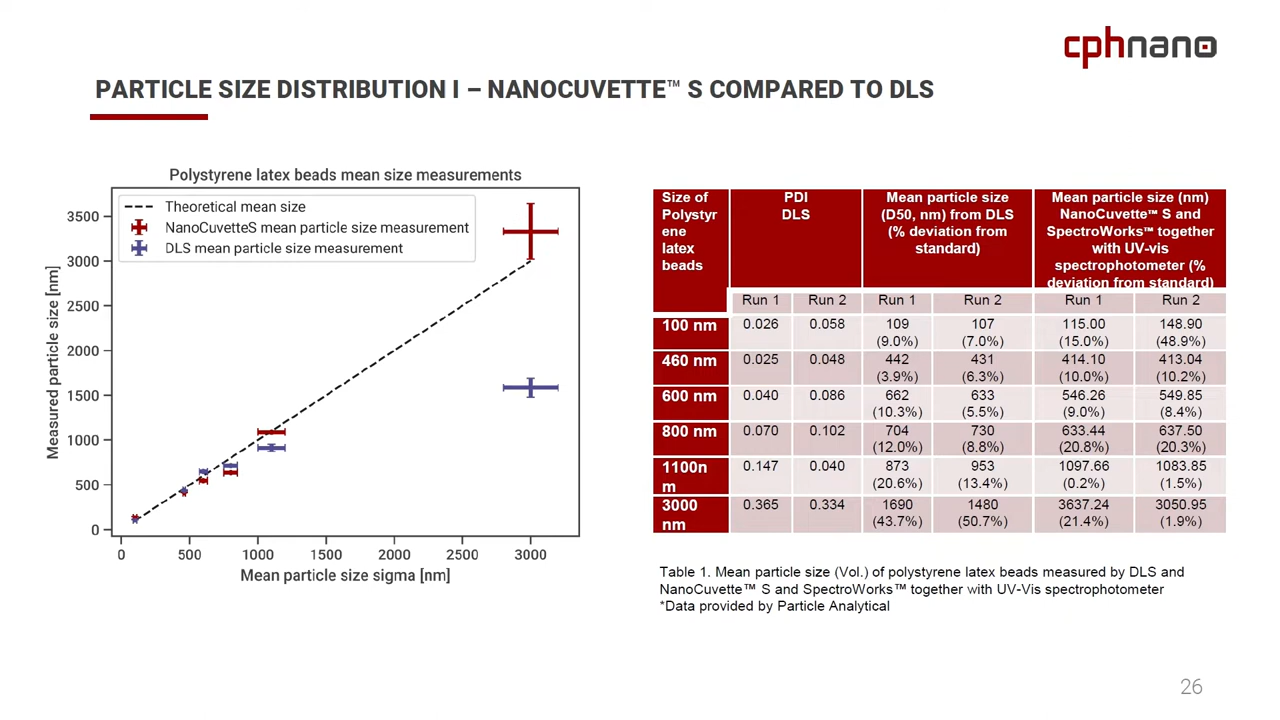 cphnano
PARTICLE SIZE DISTRIBUTION I – NANOCUVETTE™ S COMPARED TO DLS
Polystyrene latex beads mean size measurements
Theoretical mean size
NanoCuvetteS mean particle size measurement
DLS mean particle size measurement
Measured particle size [nm]
3500
3000
2500
2000
1500
1000
500
0
0 500 1000 1500 2000 2500 3000
Mean particle size sigma [nm]
Size of
Polystyr
ene
latex
beads
PDI
DLS
Mean particle size
(D50, nm) from DLS
(% deviation from
standard)
Mean particle size (nm)
NanoCuvette™ S and
SpectroWorks™ together
with UV-vis
spectrophotometer (%
deviation from standard)
Run 1 Run 2 Run 1 Run 2 Run 1 Run 2
100 nm 0.026 0.058 109 107 115.00 148.90
(9.0%) (7.0%) (15.0%) (48.9%)
460 nm 0.025 0.048 442 431 414.10 413.04
(3.9%) (6.3%) (10.0%) (10.2%)
600 nm 0.040 0.086 662 633 546.26 549.85
(10.3%) (5.5%) (9.0%) (8.4%)
800 nm 0.070 0.102 704 730 633.44 637.50
(12.0%) (8.8%) (20.8%) (20.3%)
1100n 0.147 0.040 873 953 1097.66 1083.85
m (20.6%) (13.4%) (0.2%) (1.5%)
3000 0.365 0.334 1690 1480 3637.24 3050.95
nm (43.7%) (50.7%) (21.4%) (1.9%)
Table 1. Mean particle size (Vol.) of polystyrene latex beads measured by DLS and
NanoCuvette™ S and SpectroWorks™ together with UV-Vis spectrophotometer
*Data provided by Particle Analytical
26